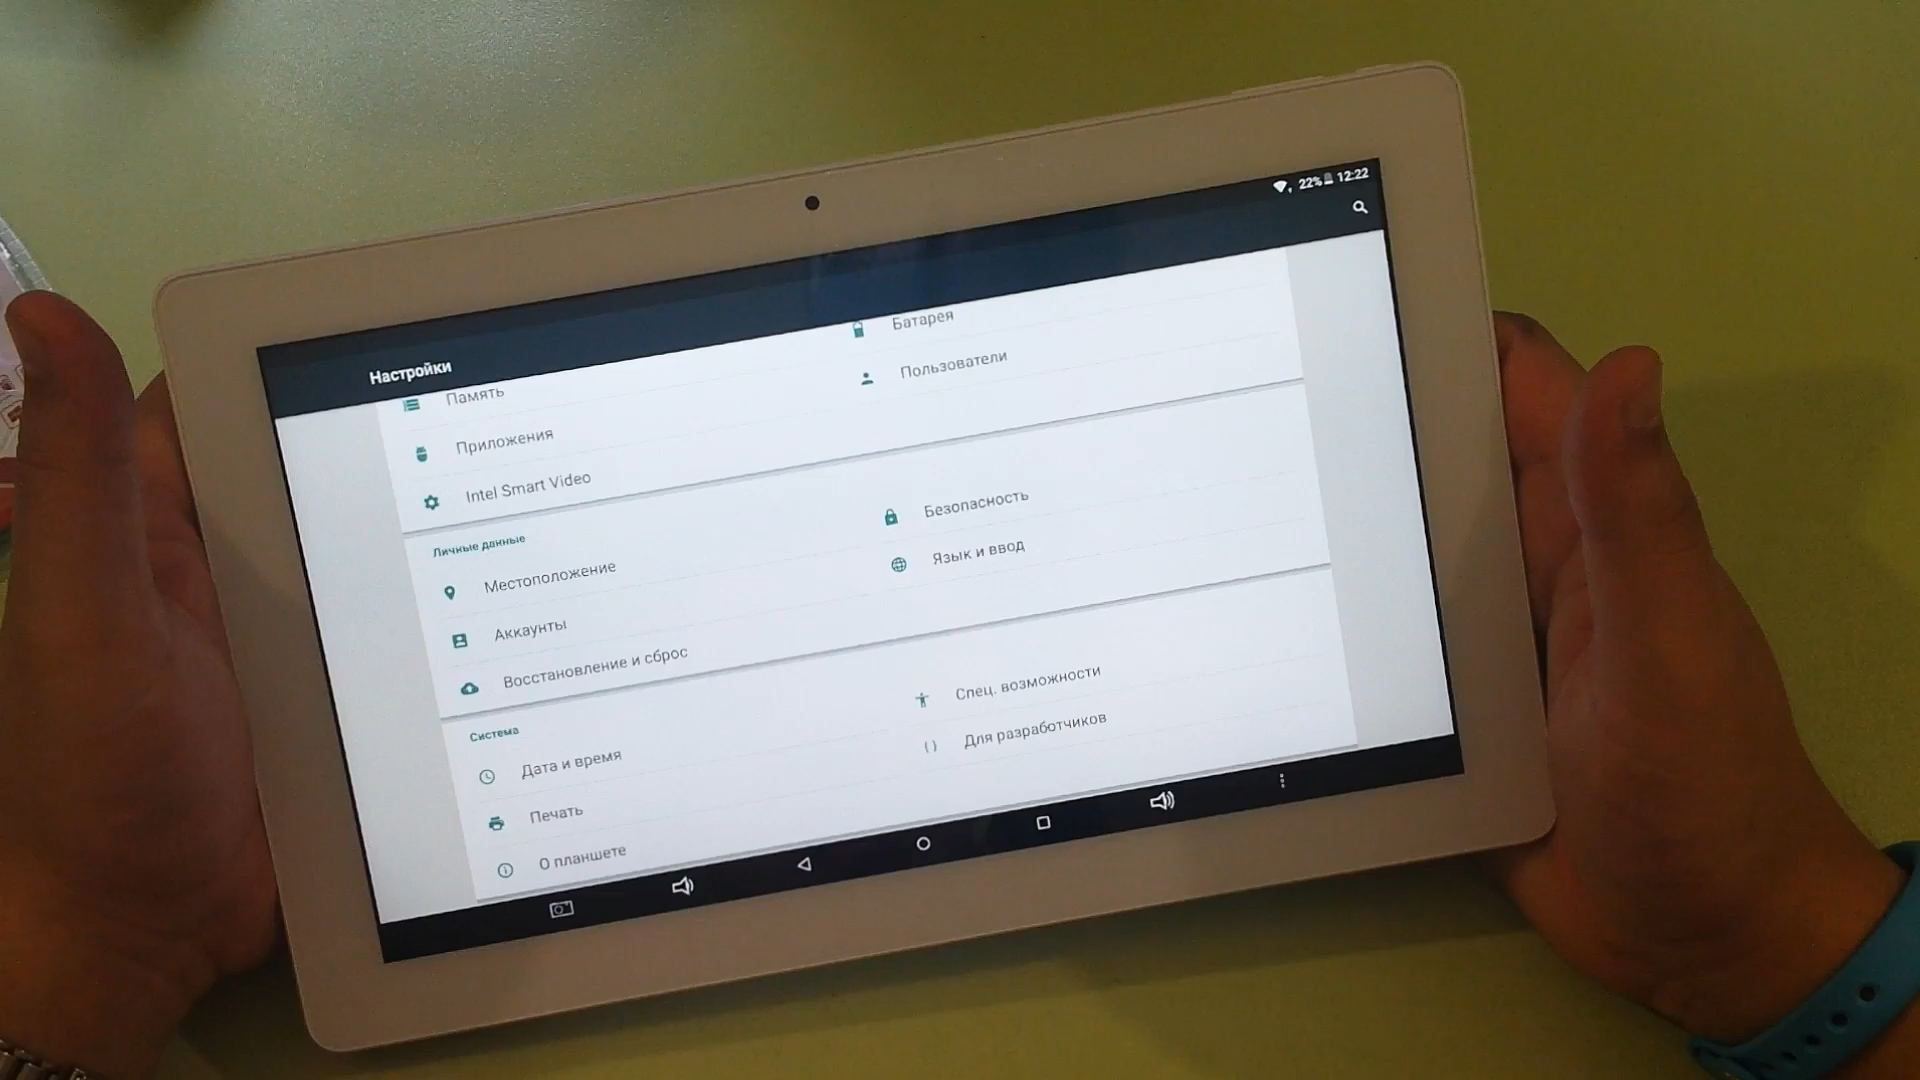 22% 12:22
Настройки
Память
Батарея
Приложения
Пользователи
Intel Smart Video
Личные данные
Местоположение
Безопасность
Аккаунты
Язык и ввод
Восстановление и сброс
Система
Дата и время
Спец. возможности
Печать
Для разработчиков
О планшете